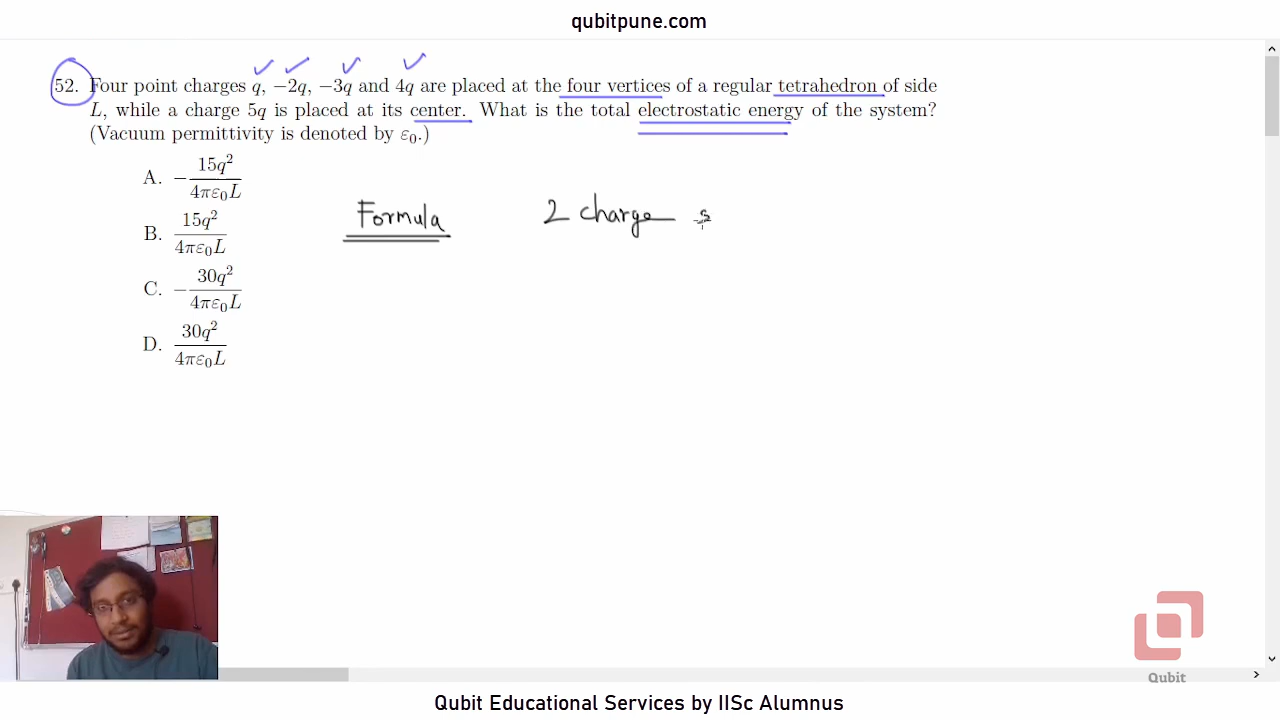 qubitpune.com
52. Four point charges q, −2q, −3q and 4q are placed at the four vertices of a regular tetrahedron of side
L, while a charge 5q is placed at its center. What is the total electrostatic energy of the system?
(Vacuum permittivity is denoted by ε₀.)
A. −15q²/4πε₀L
B. 15q²/4πε₀L
C. −30q²/4πε₀L
D. 30q²/4πε₀L
Formula 2 charge s
Qubit
Qubit Educational Services by IISc Alumnus